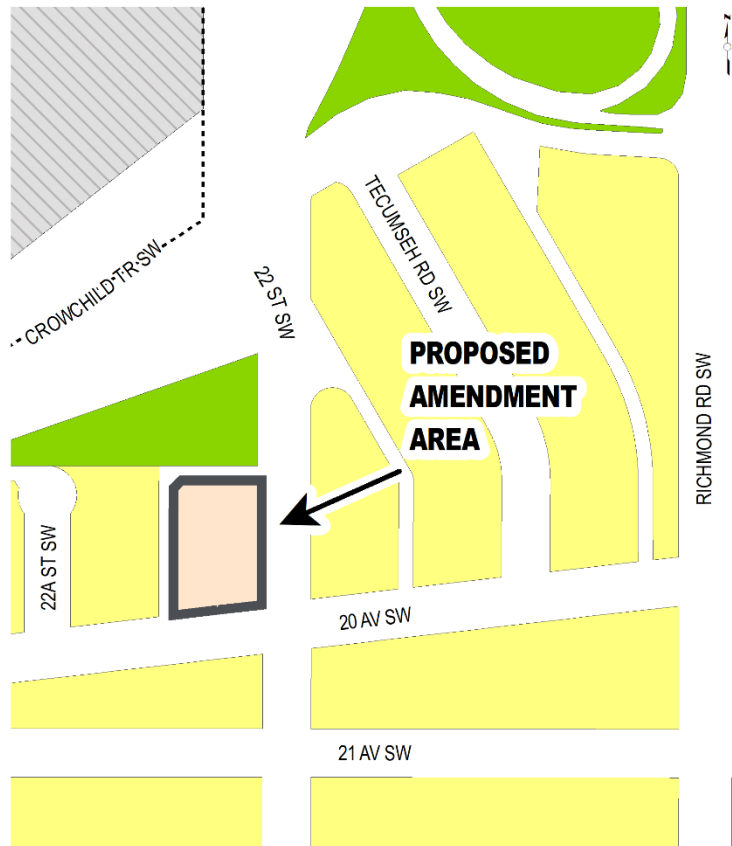 N
TECUMSEH RD SW
CROWCHILD TR SW
22 ST SW
PROPOSED
AMENDMENT
AREA
RICHMOND RD SW
22A ST SW
20 AV SW
21 AV SW